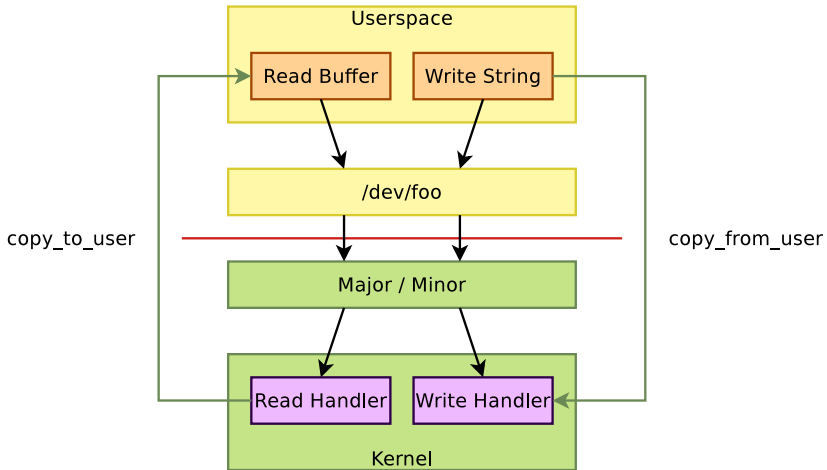 Userspace
Read Buffer
Write String
/dev/foo
copy_to_user
copy_from_user
Major / Minor
Read Handler
Write Handler
Kernel